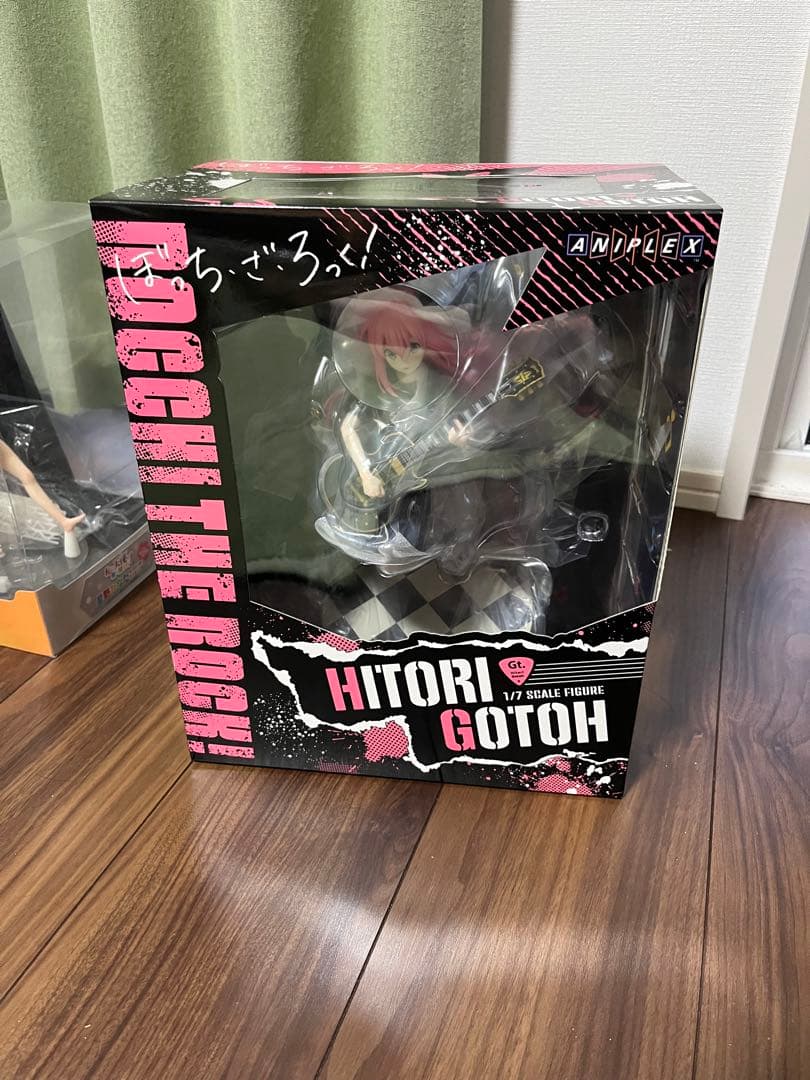 ぼっち・ざ・ろっく!
ANIPLEX
BOCCHI THE ROCK!
Gt.
HITORI
1/7 SCALE FIGURE
GOTOH